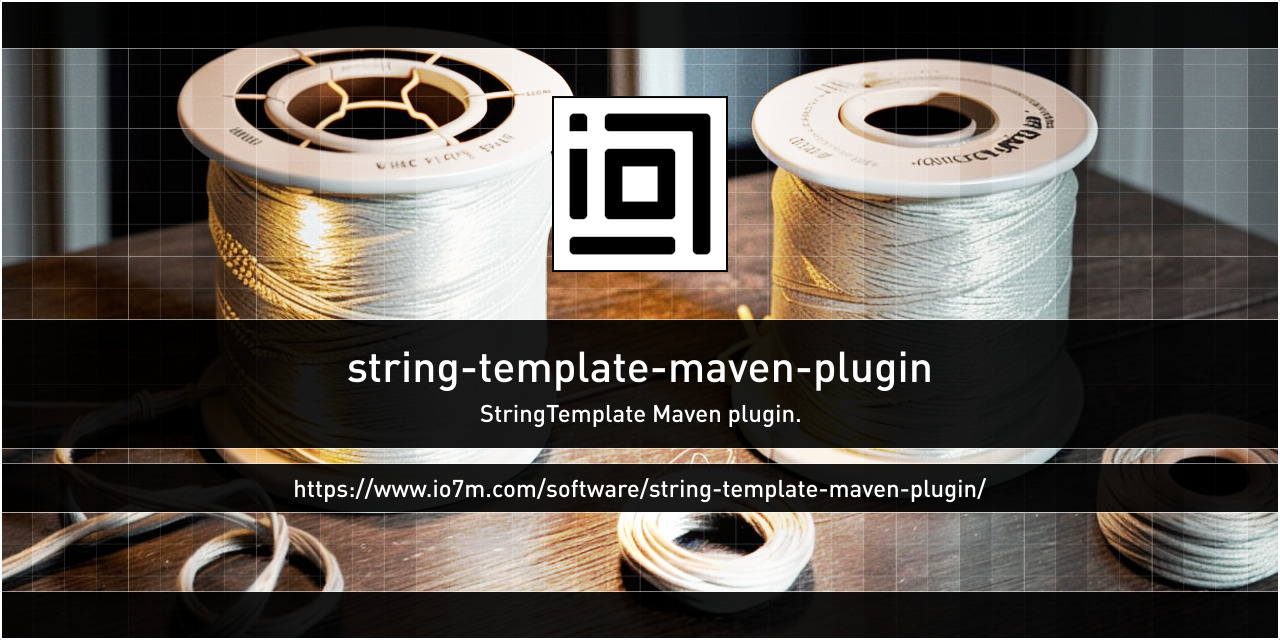 string-template-maven-plugin
StringTemplate Maven plugin.
https://www.io7m.com/software/string-template-maven-plugin/